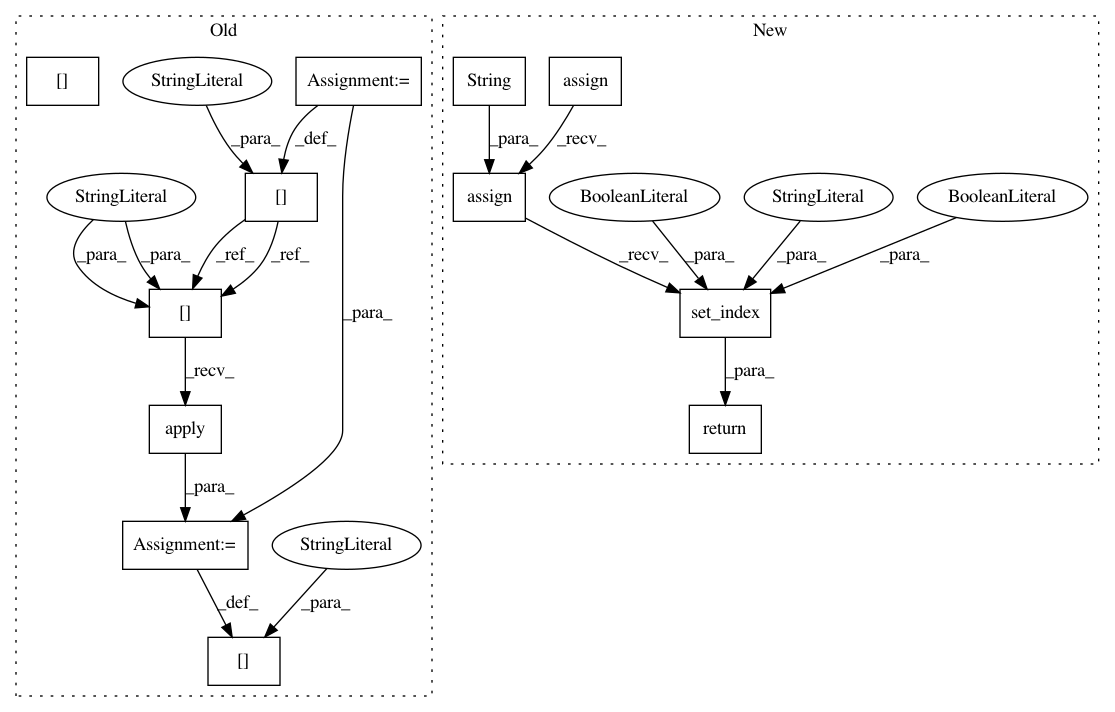 Old
New
[]
StringLiteral
Assignment:=
String
assign
_para_
_def_
_para_
_recv_
StringLiteral
[]
assign
BooleanLiteral
StringLiteral
BooleanLiteral
_para_
_para_
_ref_
_ref_
_recv_
_para_
_para_
_para_
[]
_para_
set_index
_recv_
_para_
apply
return
_para_
Assignment:=
StringLiteral
_def_
_para_
[]